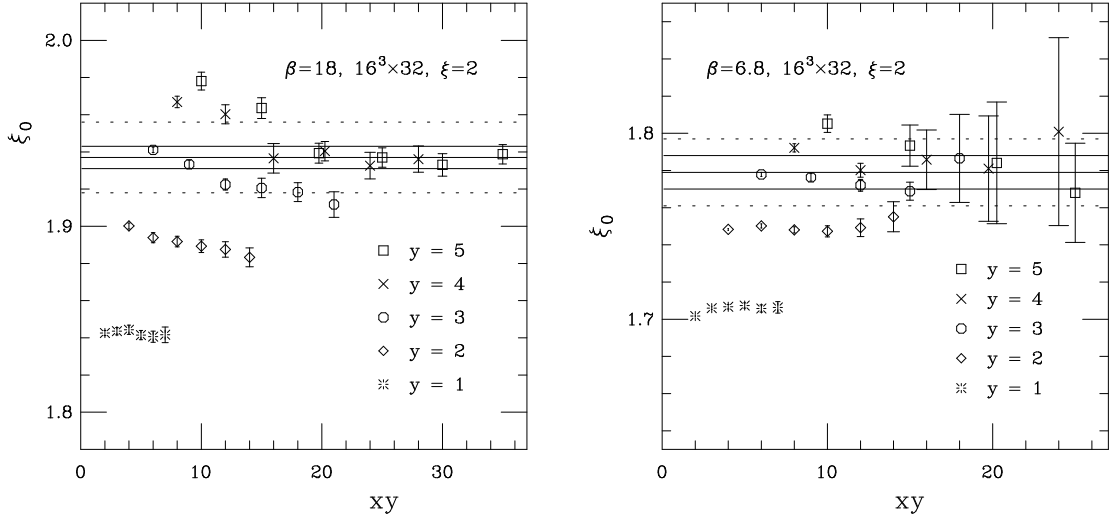 2.0
β=18, 16³×32, ξ=2
ξ₀
1.9
y = 5
y = 4
y = 3
y = 2
y = 1
1.8
0
10
20
30
xy
β=6.8, 16³×32, ξ=2
1.8
ξ₀
y = 5
y = 4
y = 3
y = 2
y = 1
1.7
0
10
20
xy